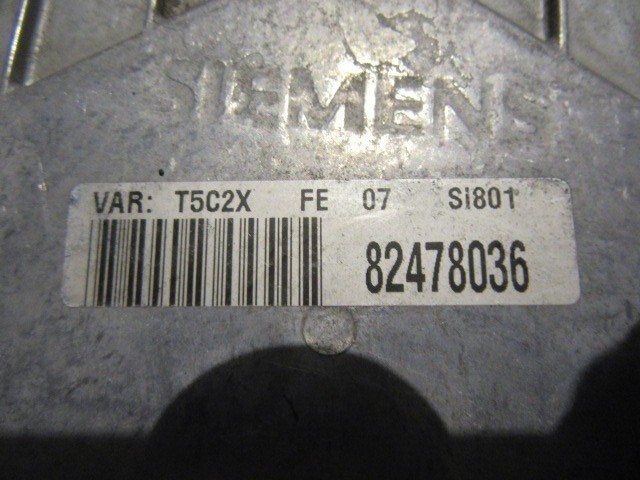 SIEMENS
VAR: T5C2X FE 07 Si801
82478036